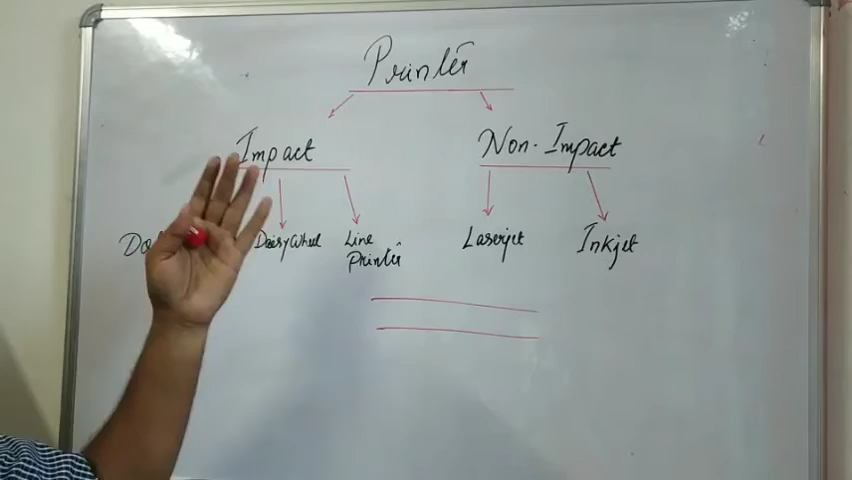 Printer
Impact
Non-Impact
DaisyWheel
Line
Printer
Laserjet
Inkjet